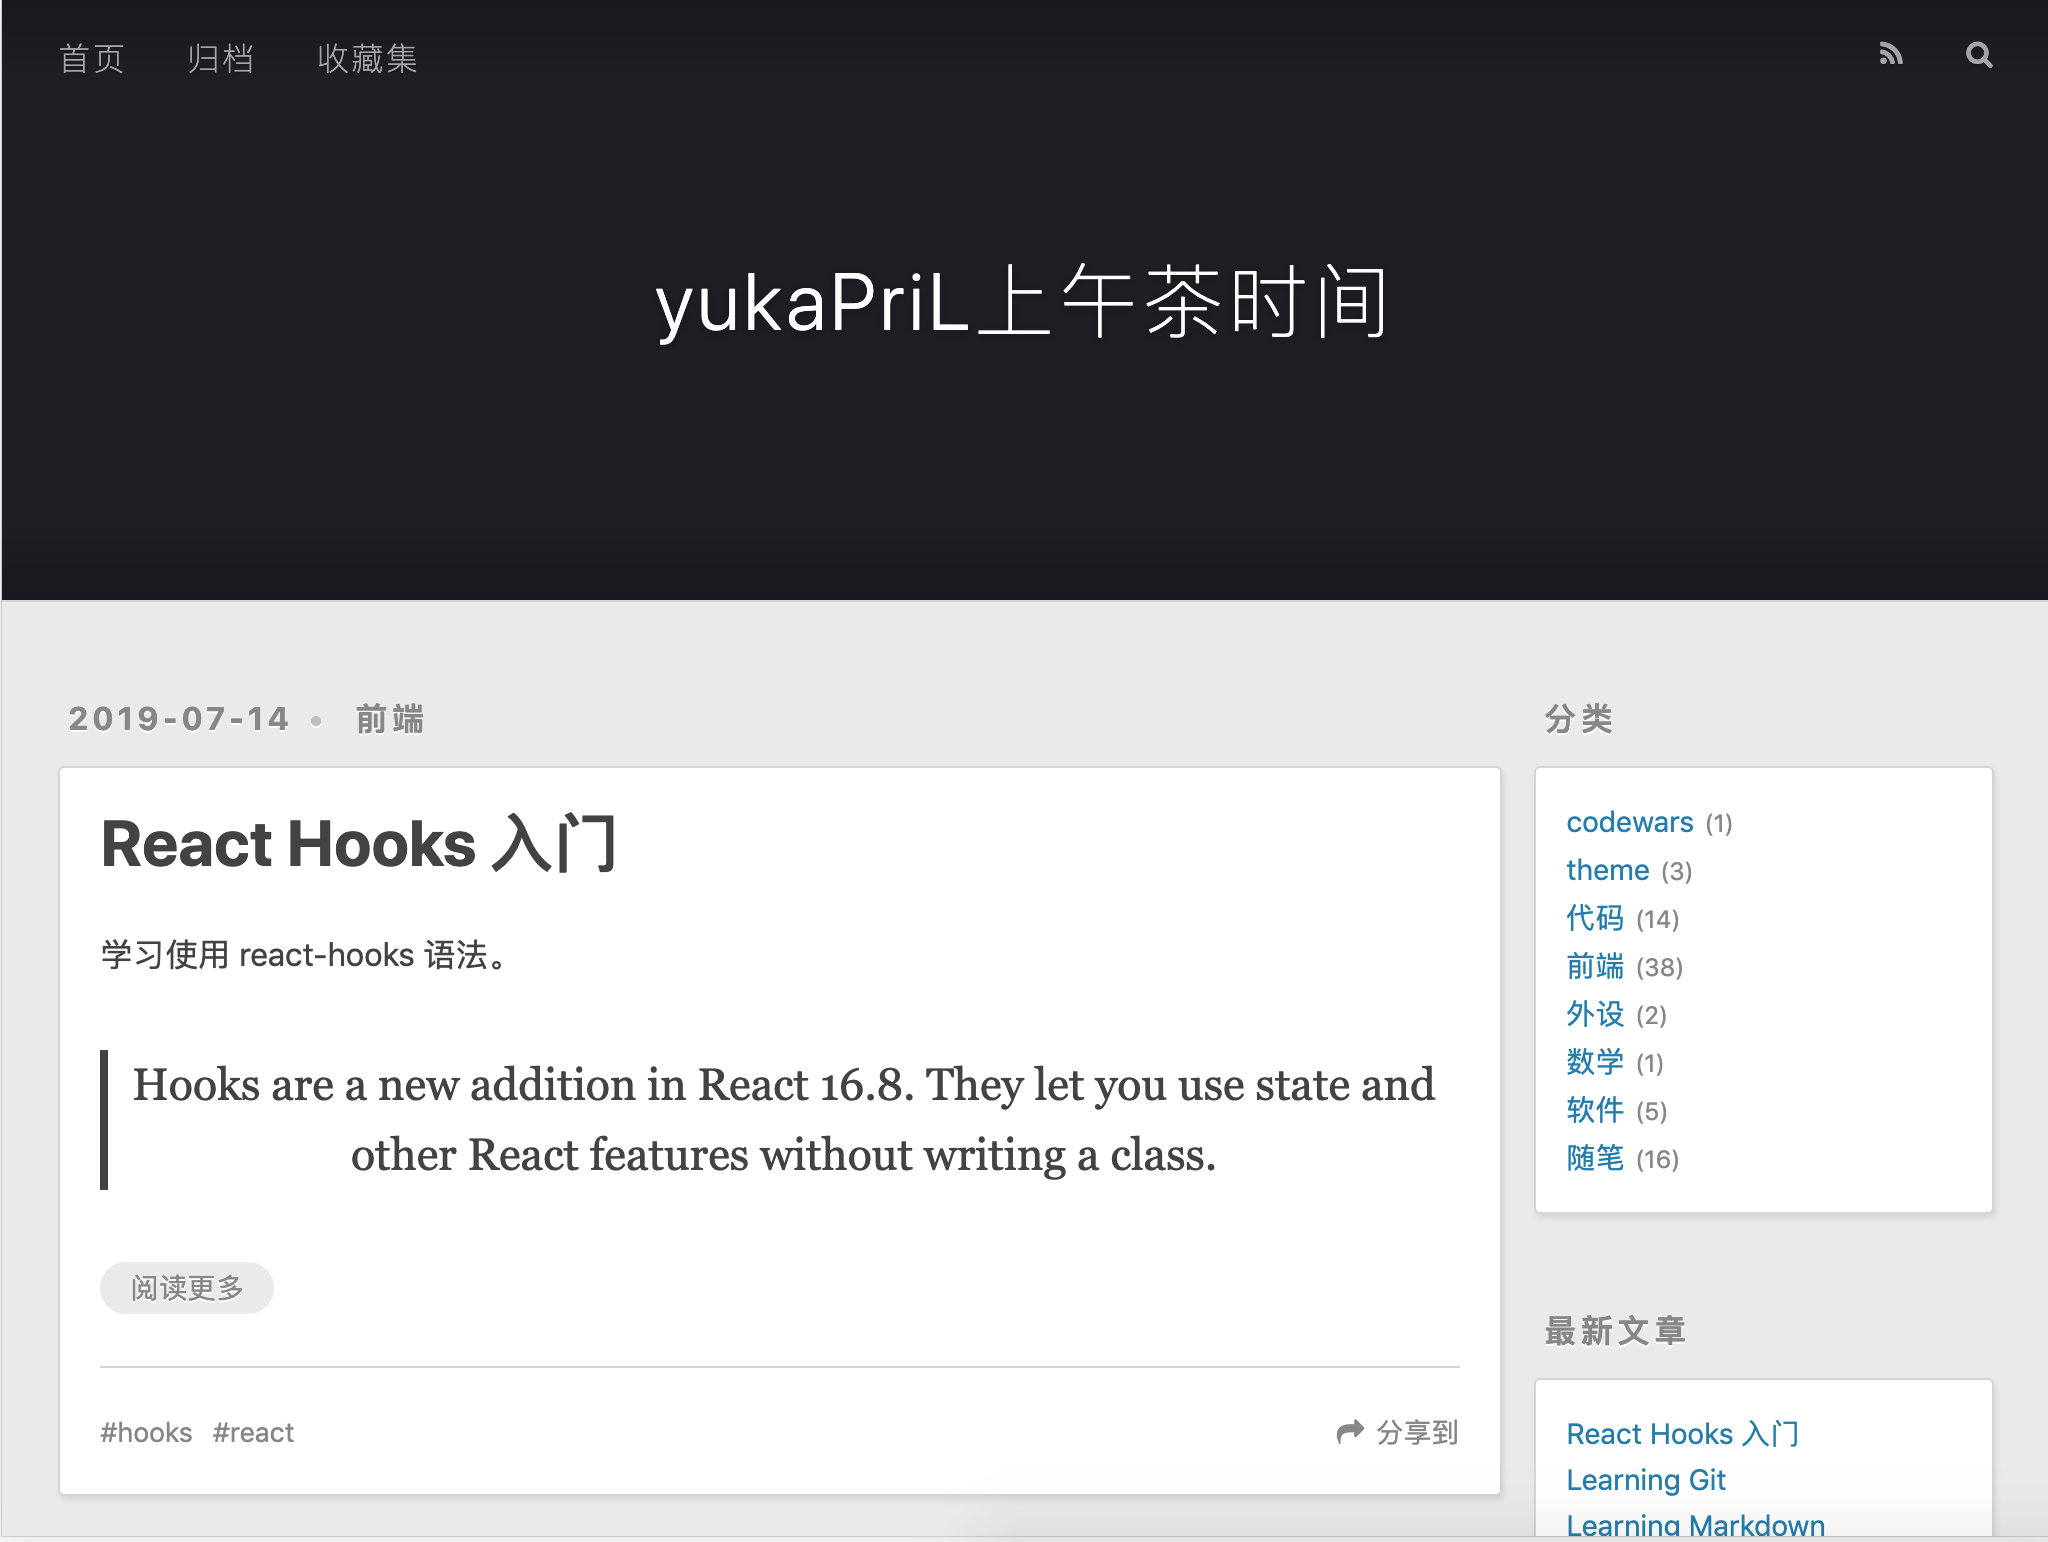 首页 归档 收藏集
yukaPriL上午茶时间
2019-07-14 • 前端
React Hooks 入门
学习使用 react-hooks 语法。
Hooks are a new addition in React 16.8. They let you use state and
other React features without writing a class.
阅读更多
#hooks #react
分享到
分类
codewars (1)
theme (3)
代码 (14)
前端 (38)
外设 (2)
数学 (1)
软件 (5)
随笔 (16)
最新文章
React Hooks 入门
Learning Git
Learning Markdown